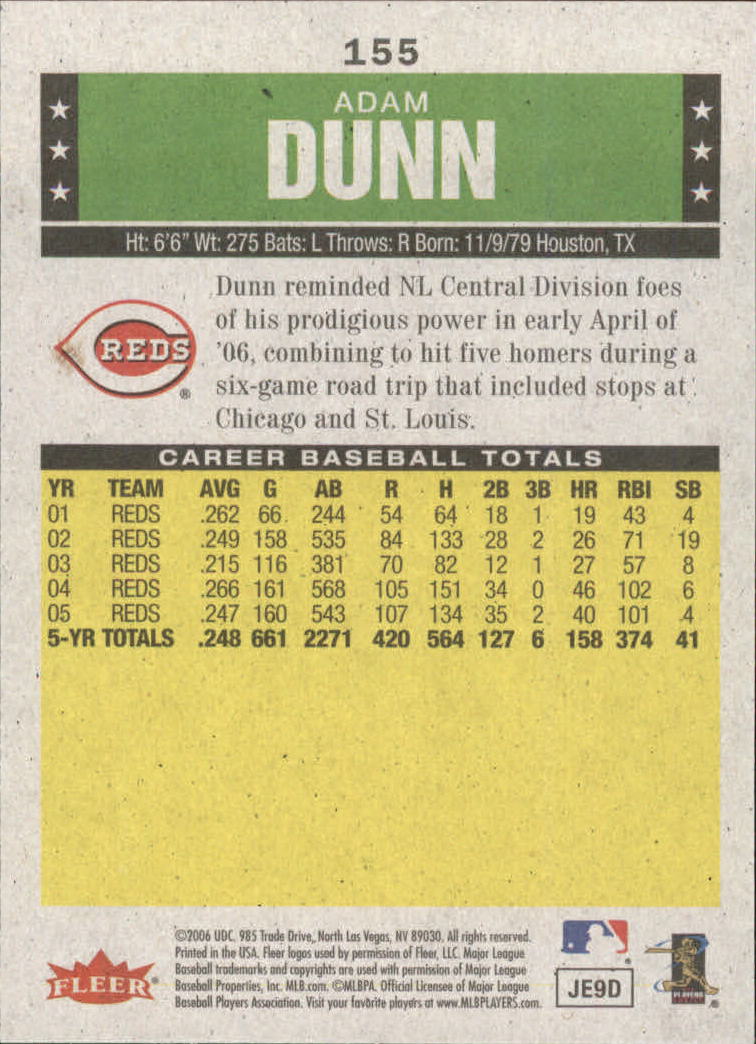 155
ADAM
DUNN
Ht: 6'6" Wt: 275 Bats: L Throws: R Born: 11/9/79 Houston, TX
Dunn reminded NL Central Division foes
of his prodigious power in early April of
REDS
'06, combining to hit five homers during a
six-game road trip that included stops at
®
Chicago and St. Louis.
CAREER BASEBALL TOTALS
YR TEAM AVG G AB R H 2B 3B HR RBI SB
01 REDS .262 66 244 54 64 18 1 19 43 4
02 REDS .249 158 535 84 133 28 2 26 71 19
03 REDS .215 116 381 70 82 12 1 27 57 8
04 REDS .266 161 568 105 151 34 0 46 102 6
05 REDS .247 160 543 107 134 35 2 40 101 4
5-YR TOTALS .248 661 2271 420 564 127 6 158 374 41
©2006 UDC. 985 Trade Drive, North Las Vegas, NV 89030. All rights reserved.
Printed in the USA. Fleer logos used by permission of Fleer, LLC. Major League
Baseball trademarks and copyrights are used with permission of Major League
Baseball Properties, Inc. MLB.com. ©MLBPA. Official Licensee of Major League
Baseball Players Association. Visit your favorite players at www.MLBPLAYERS.com.
FLEER®
®
JE9D
PLAYERS
®